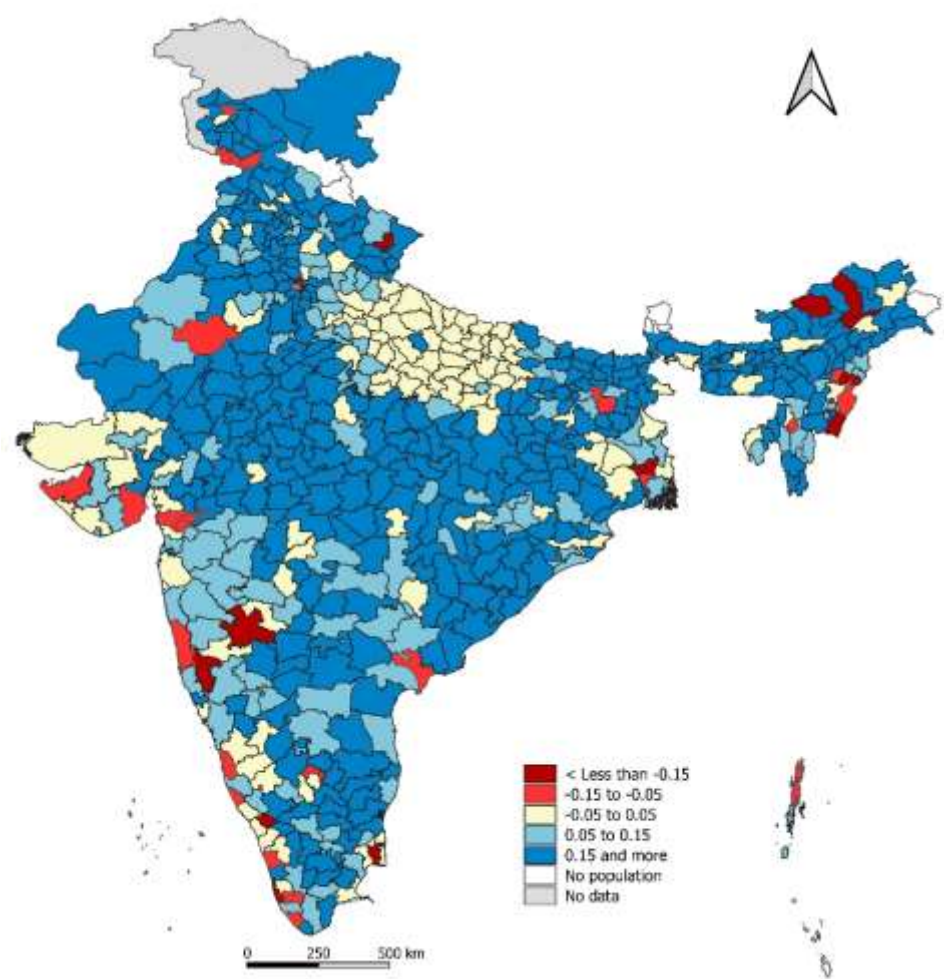 < Less than -0.15
-0.15 to -0.05
-0.05 to 0.05
0.05 to 0.15
0.15 and more
No population
No data
0 250 500 km